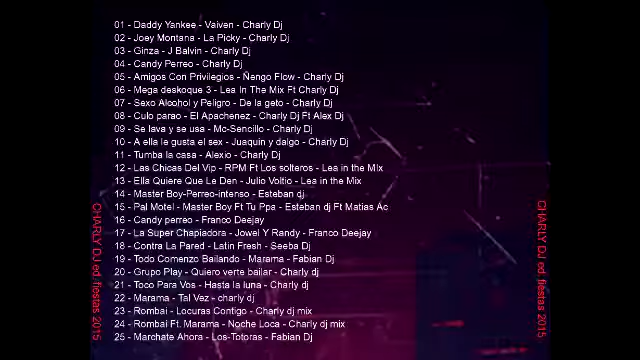 01 - Daddy Yankee - Vaiven - Charly Dj
02 - Joey Montana - La Picky - Charly Dj
03 - Ginza - J Balvin - Charly Dj
04 - Candy Perreo - Charly Dj
05 - Amigos Con Privilegios - Ñengo Flow - Charly Dj
06 - Mega deskoque 3 - Lea In The Mix Ft Charly Dj
07 - Sexo Alcohol y Peligro - De la geto - Charly Dj
08 - Culo parao - El Apachenez - Charly Dj Ft Alex Dj
09 - Se lava y se usa - Mc-Sencillo - Charly Dj
10 - A ella le gusta el sex - Juaquin y dalgo - Charly Dj
11 - Tumba la casa - Alexio - Charly Dj
12 - Las Chicas Del Vip - RPM Ft Los solteros - Lea in the MIx
13 - Ella Quiere Que Le Den - Julio Voltio - Lea in the Mix
14 - Master Boy-Perreo-intenso - Esteban dj
15 - Pal Motel - Master Boy Ft Tu Ppa - Esteban dj Ft Matias Ac
16 - Candy perreo - Franco Deejay
17 - La Super Chapiadora - Jowel Y Randy - Franco Deejay
18 - Contra La Pared - Latin Fresh - Seeba Dj
19 - Todo Comenzo Bailando - Marama - Fabian Dj
20 - Grupo Play - Quiero verte bailar - Charly dj
21 - Toco Para Vos - Hasta la luna - Charly dj
22 - Marama - Tal Vez - charly dj
23 - Rombai - Locuras Contigo - Charly dj mix
24 - Rombai Ft. Marama - Noche Loca - Charly dj mix
25 - Marchate Ahora - Los-Totoras - Fabian Dj
CHARLY DJ ed. fiestas 2015
CHARLY DJ ed. fiestas 2015